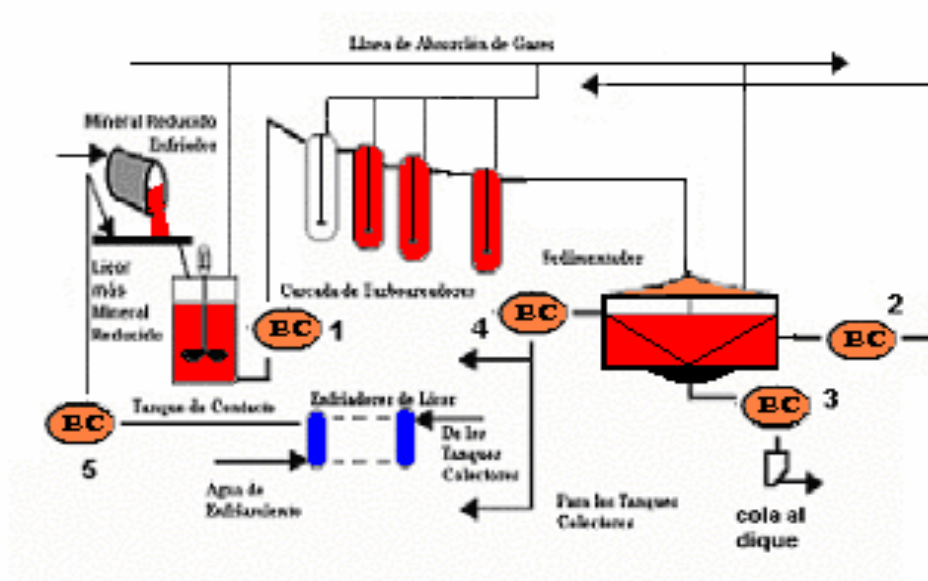 Línea de Absorción de Gases
Mineral Reducido
Enfriador
Licor
más
Mineral
Reducido
Cascada de Turboareadores
Sedimentador
EC
1
4
EC
2
EC
EC
3
EC
5
Tanque de Contacto
Enfriadores de Licor
De los
Tanques
Colectores
Agua de
Enfriamiento
Para los Tanques
Colectores
cola al
dique